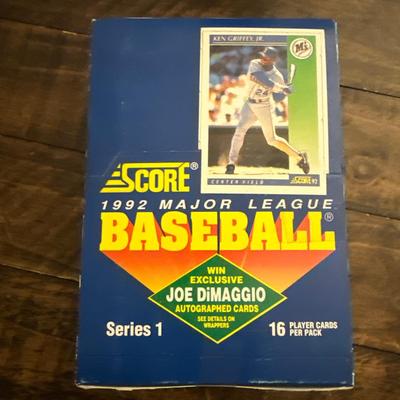 KEN GRIFFEY, JR.
M's
24
CENTER FIELD
SCORE 92
SCORE®
1992 MAJOR LEAGUE
BASEBALL®
WIN
EXCLUSIVE
JOE DiMAGGIO
AUTOGRAPHED CARDS
SEE DETAILS ON
WRAPPERS
Series 1
16 PLAYER CARDS
PER PACK